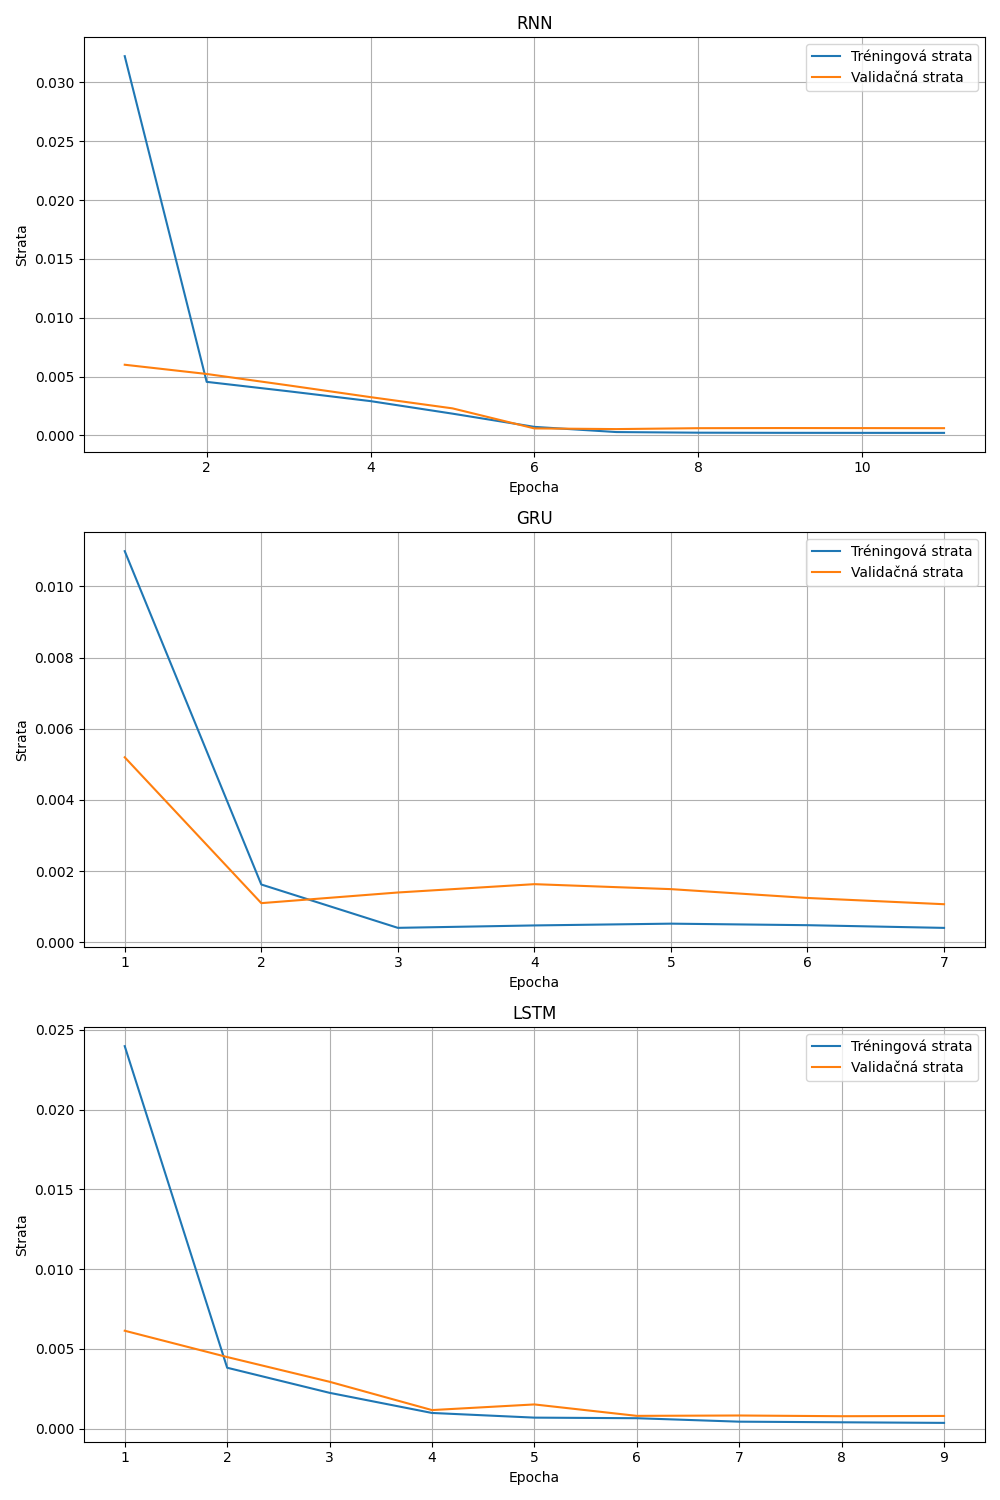 RNN
Tréningová strata
Validačná strata
0.030
0.025
0.020
0.015
0.010
0.005
0.000
Strata
2 4 6 8 10
Epocha
GRU
Tréningová strata
Validačná strata
0.010
0.008
0.006
0.004
0.002
0.000
Strata
1 2 3 4 5 6 7
Epocha
LSTM
Tréningová strata
Validačná strata
0.025
0.020
0.015
0.010
0.005
0.000
Strata
1 2 3 4 5 6 7 8 9
Epocha